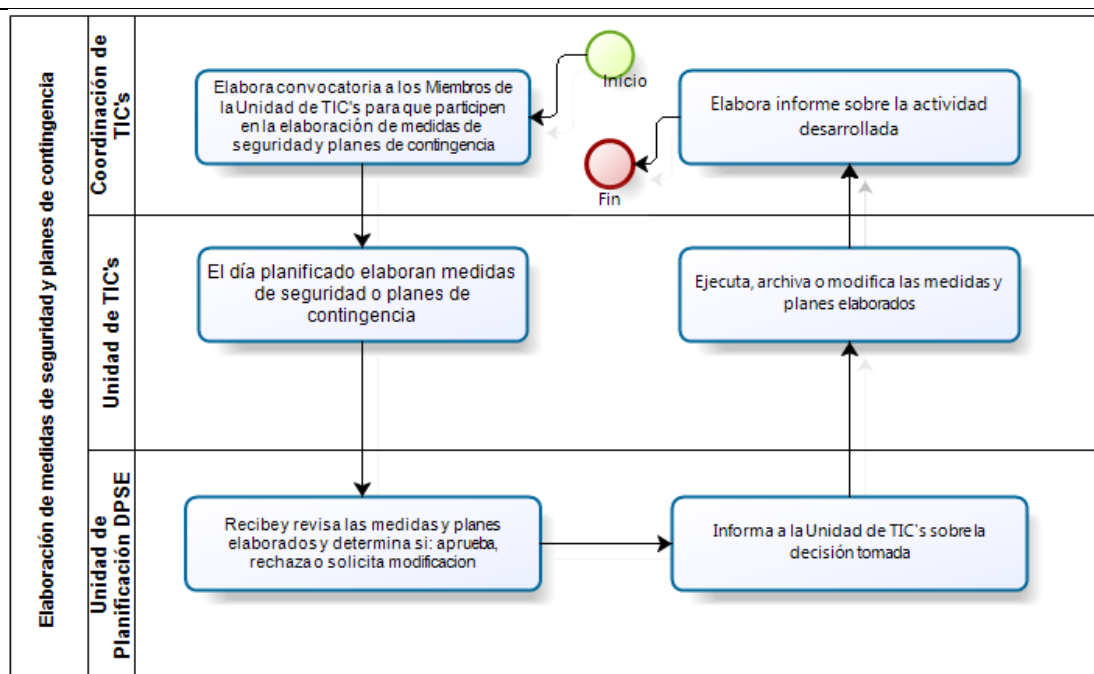 Elaboración de medidas de seguridad y planes de contingencia
Coordinación de
TIC's
Elabora convocatoria a los Miembros de
la Unidad de TIC's para que participen
en la elaboración de medidas de
seguridad y planes de contingencia
Inicio
Fin
Elabora informe sobre la actividad
desarrollada
Unidad de TIC's
El día planificado elaboran medidas
de seguridad o planes de
contingencia
Ejecuta, archiva o modifica las medidas y
planes elaborados
Unidad de
Planificación DPSE
Recibe y revisa las medidas y planes
elaborados y determina si: aprueba,
rechaza o solicita modificacion
Informa a la Unidad de TIC's sobre la
decisión tomada